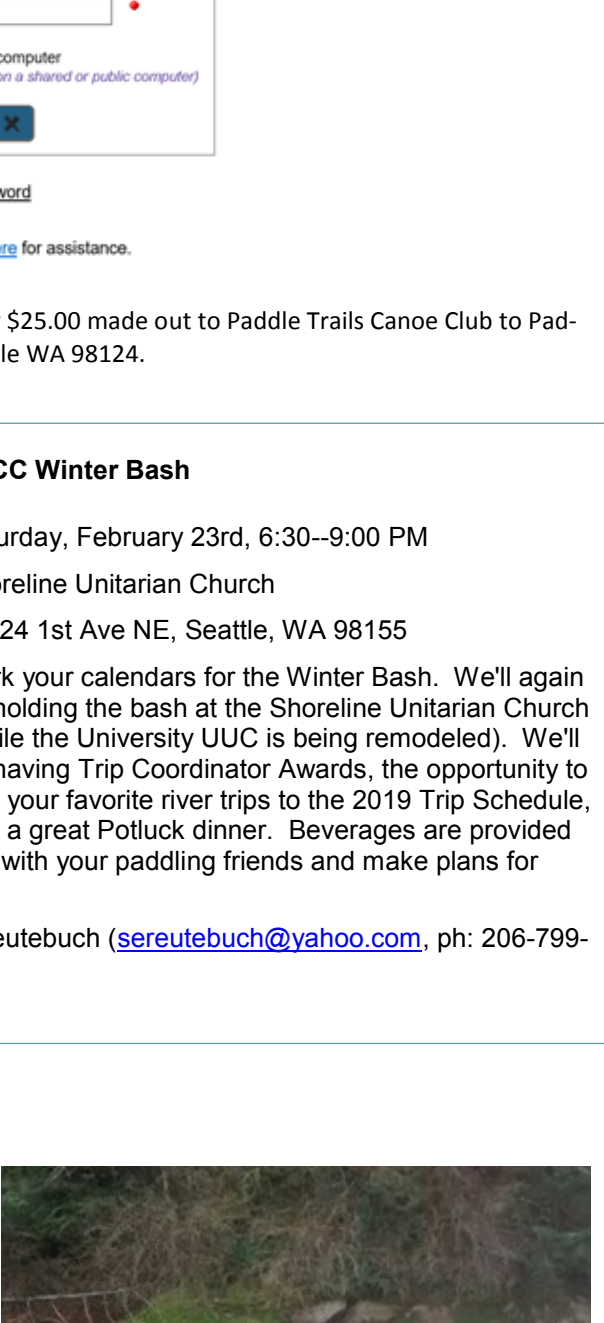 computer
on a shared or public computer)
word
ere for assistance.
$25.00 made out to Paddle Trails Canoe Club to Pad-
le WA 98124.
CC Winter Bash
urday, February 23rd, 6:30--9:00 PM
oreline Unitarian Church
24 1st Ave NE, Seattle, WA 98155
rk your calendars for the Winter Bash. We'll again
holding the bash at the Shoreline Unitarian Church
ile the University UUC is being remodeled). We'll
having Trip Coordinator Awards, the opportunity to
your favorite river trips to the 2019 Trip Schedule,
a great Potluck dinner. Beverages are provided
with your paddling friends and make plans for
eutebuch (sereutebuch@yahoo.com, ph: 206-799-